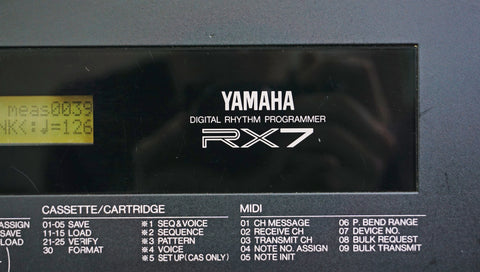 meas0039
=126
YAMAHA
DIGITAL RHYTHM PROGRAMMER
RX7
CASSETTE/CARTRIDGE
MIDI
ASSIGN
SAVE
LOAD
01-05 SAVE
11-15 LOAD
21-25 VERIFY
30 FORMAT
※1 SEQ&VOICE
※2 SEQUENCE
※3 PATTERN
※4 VOICE
※5 SET UP(CAS ONLY)
01 CH MESSAGE
02 RECEIVE CH
03 TRANSMIT CH
04 NOTE NO. ASSIGN
05 NOTE INIT
06 P. BEND RANGE
07 DEVICE NO.
08 BULK REQUEST
09 BULK TRANSMIT